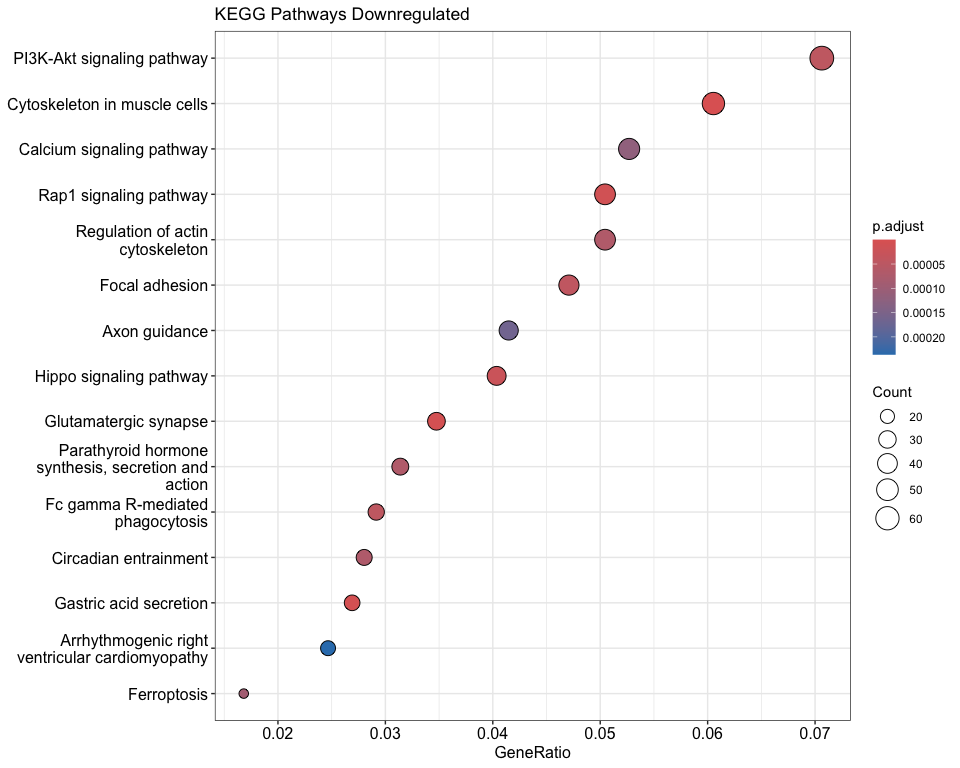 KEGG Pathways Downregulated
PI3K-Akt signaling pathway
Cytoskeleton in muscle cells
Calcium signaling pathway
Rap1 signaling pathway
Regulation of actin
cytoskeleton
Focal adhesion
Axon guidance
Hippo signaling pathway
Glutamatergic synapse
Parathyroid hormone
synthesis, secretion and
action
Fc gamma R-mediated
phagocytosis
Circadian entrainment
Gastric acid secretion
Arrhythmogenic right
ventricular cardiomyopathy
Ferroptosis
0.02 0.03 0.04 0.05 0.06 0.07
GeneRatio
p.adjust
0.00005
0.00010
0.00015
0.00020
Count
20
30
40
50
60